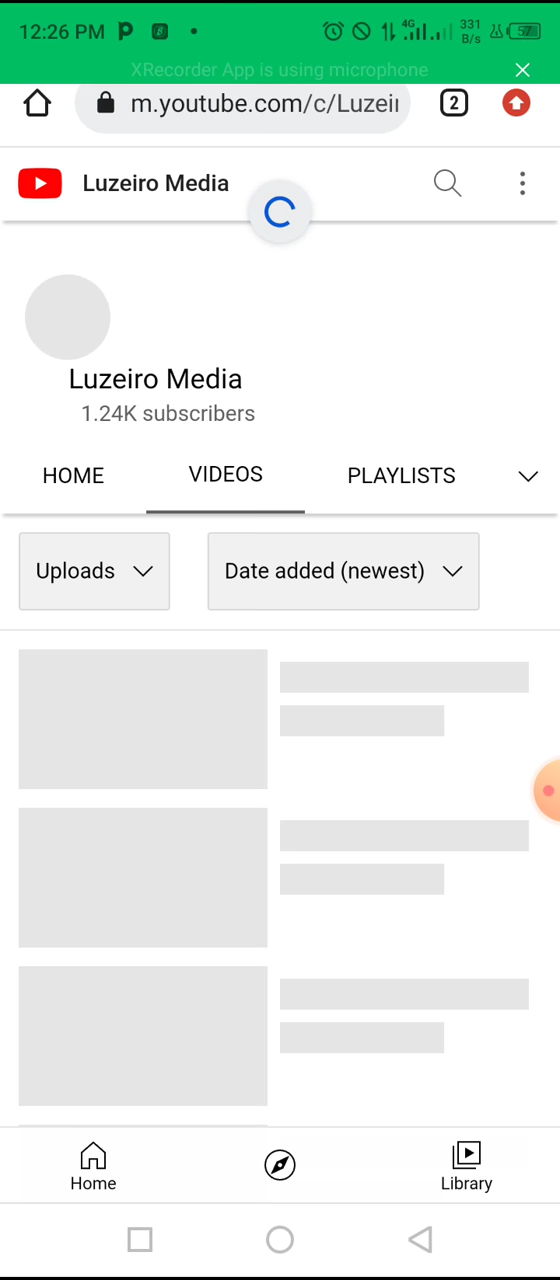 12:26 PM
4G
331 B/s
57
XRecorder App is using microphone
m.youtube.com/c/Luzeir
2
Luzeiro Media
Luzeiro Media
1.24K subscribers
HOME VIDEOS PLAYLISTS
Uploads Date added (newest)
Home Library